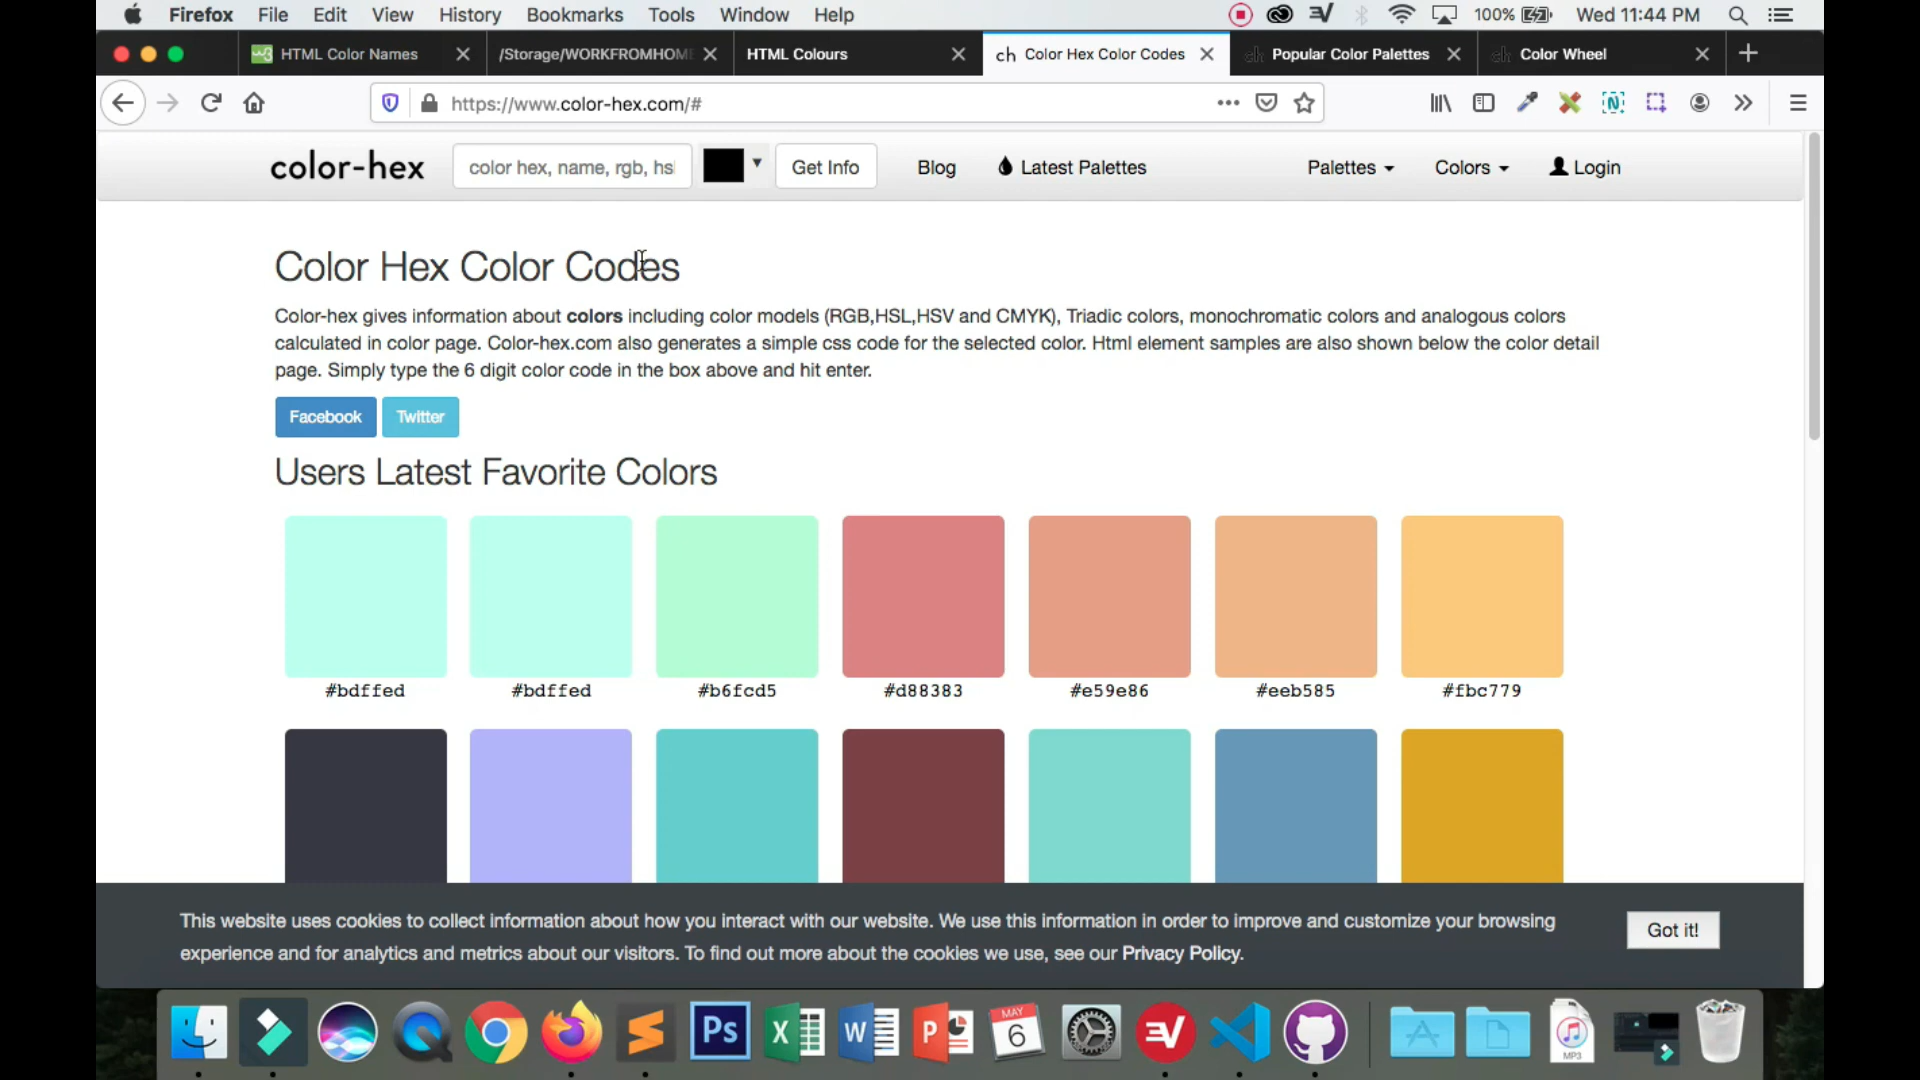 Firefox File Edit View History Bookmarks Tools Window Help 100% Wed 11:44 PM
HTML Color Names /Storage/WORKFROMHOM HTML Colours ch Color Hex Color Codes ch Popular Color Palettes ch Color Wheel
https://www.color-hex.com/#
color-hex color hex, name, rgb, hsl Get Info Blog Latest Palettes Palettes Colors Login
Color Hex Color Codes
Color-hex gives information about colors including color models (RGB,HSL,HSV and CMYK), Triadic colors, monochromatic colors and analogous colors
calculated in color page. Color-hex.com also generates a simple css code for the selected color. Html element samples are also shown below the color detail
page. Simply type the 6 digit color code in the box above and hit enter.
Facebook Twitter
Users Latest Favorite Colors
#bdffed #bdffed #b6fcd5 #d88383 #e59e86 #eeb585 #fbc779
This website uses cookies to collect information about how you interact with our website. We use this information in order to improve and customize your browsing
experience and for analytics and metrics about our visitors. To find out more about the cookies we use, see our Privacy Policy.
Got it!
Ps X W P MAY 6 MP3